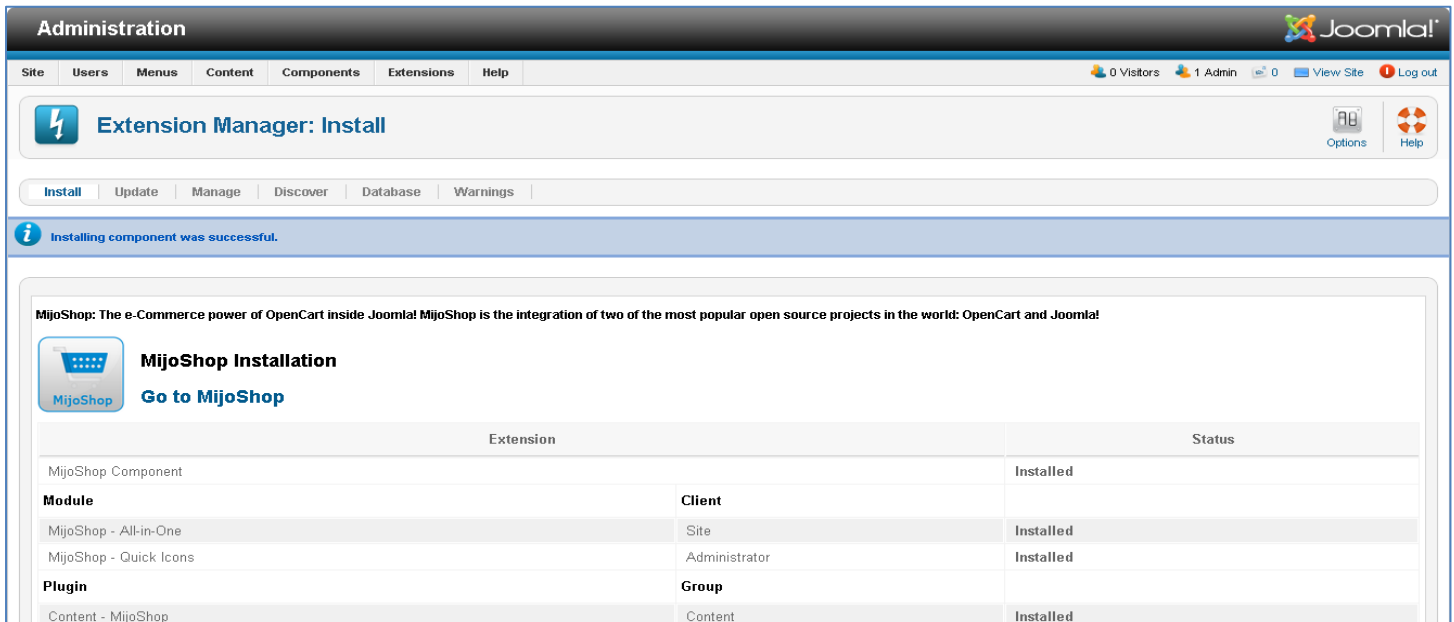 Administration
Joomla!
Site Users Menus Content Components Extensions Help 0 Visitors 1 Admin 0 View Site Log out
Extension Manager: Install
Options Help
Install Update Manage Discover Database Warnings
Installing component was successful.
MijoShop: The e-Commerce power of OpenCart inside Joomla! MijoShop is the integration of two of the most popular open source projects in the world: OpenCart and Joomla!
MijoShop
MijoShop Installation
Go to MijoShop
Extension Status
MijoShop Component Installed
Module Client
MijoShop - All-in-One Site Installed
MijoShop - Quick Icons Administrator Installed
Plugin Group
Content - MijoShop Content Installed